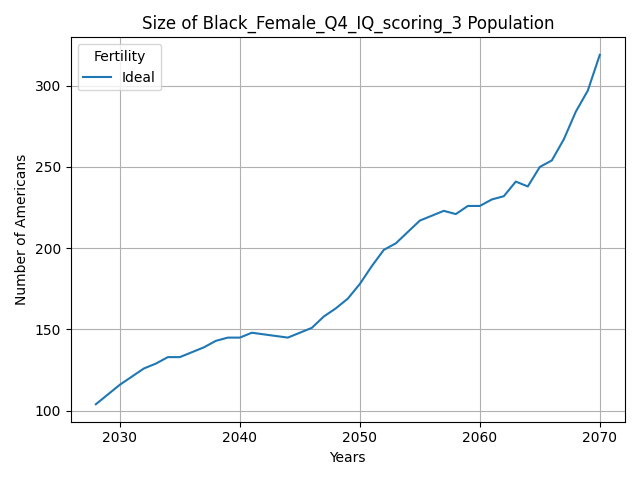 Size of Black_Female_Q4_IQ_scoring_3 Population
Fertility
Ideal
Number of Americans
300
250
200
150
100
2030 2040 2050 2060 2070
Years